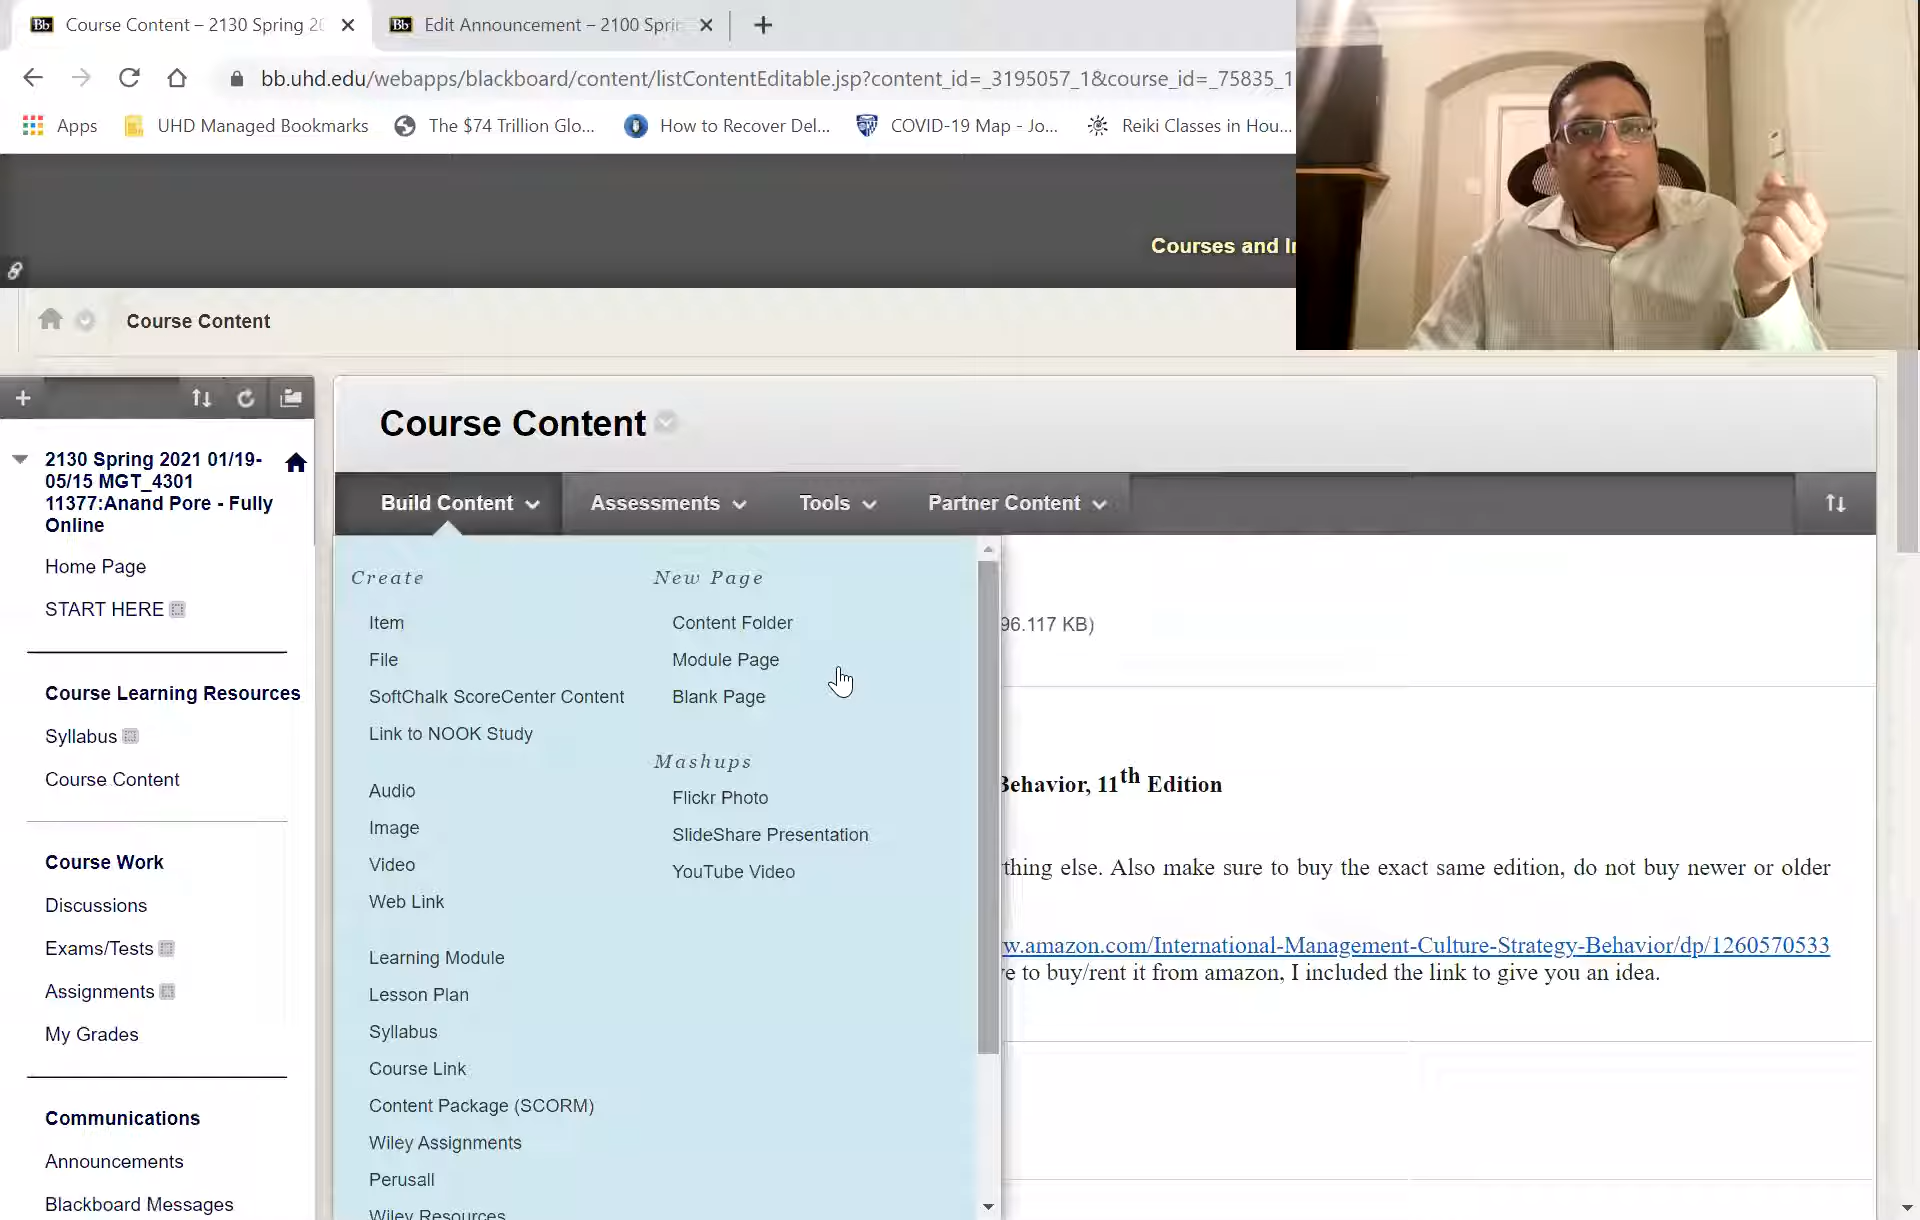 Course Content – 2130 Spring 2
Edit Announcement – 2100 Spri
bb.uhd.edu/webapps/blackboard/content/listContentEditable.jsp?content_id=_3195057_1&course_id=_75835_1
Apps
UHD Managed Bookmarks
The $74 Trillion Glo...
How to Recover Del...
COVID-19 Map - Jo...
Reiki Classes in Hou...
Courses and I
Course Content
2130 Spring 2021 01/19-
05/15 MGT_4301
11377:Anand Pore - Fully
Online
Home Page
START HERE
Course Learning Resources
Syllabus
Course Content
Course Work
Discussions
Exams/Tests
Assignments
My Grades
Communications
Announcements
Blackboard Messages
Course Content
Build Content
Assessments
Tools
Partner Content
Create
Item
File
SoftChalk ScoreCenter Content
Link to NOOK Study
Audio
Image
Video
Web Link
Learning Module
Lesson Plan
Syllabus
Course Link
Content Package (SCORM)
Wiley Assignments
Perusall
Wiley Resources
New Page
Content Folder
Module Page
Blank Page
Mashups
Flickr Photo
SlideShare Presentation
YouTube Video
96.117 KB)
Behavior, 11th Edition
thing else. Also make sure to buy the exact same edition, do not buy newer or older
w.amazon.com/International-Management-Culture-Strategy-Behavior/dp/1260570533
e to buy/rent it from amazon, I included the link to give you an idea.